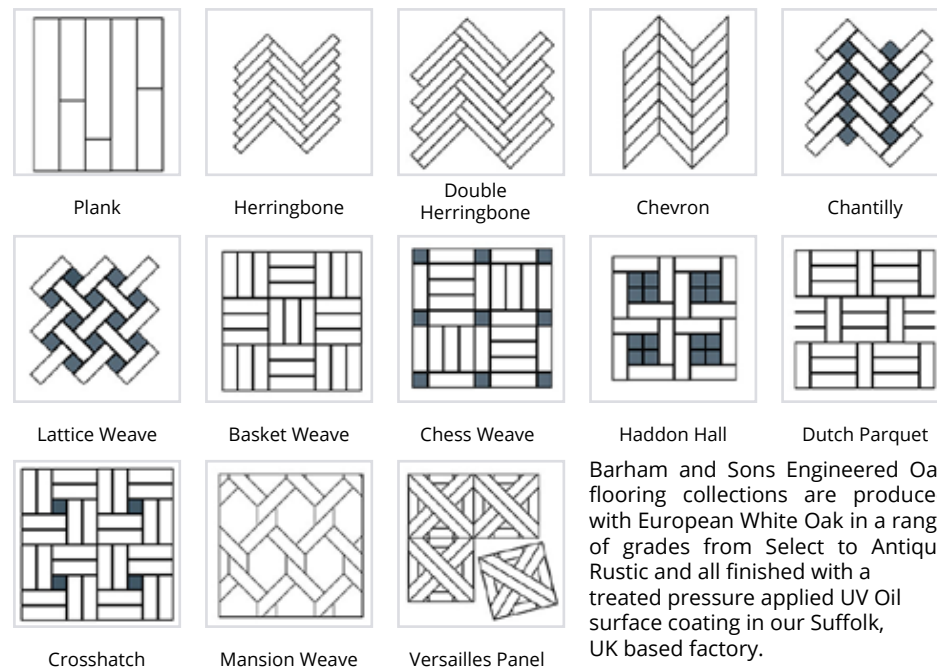 Plank
Herringbone
Double
Herringbone
Chevron
Chantilly
Lattice Weave
Basket Weave
Chess Weave
Haddon Hall
Dutch Parquet
Crosshatch
Mansion Weave
Versailles Panel
Barham and Sons Engineered Oa
flooring collections are produce
with European White Oak in a rang
of grades from Select to Antiqu
Rustic and all finished with a
treated pressure applied UV Oil
surface coating in our Suffolk,
UK based factory.